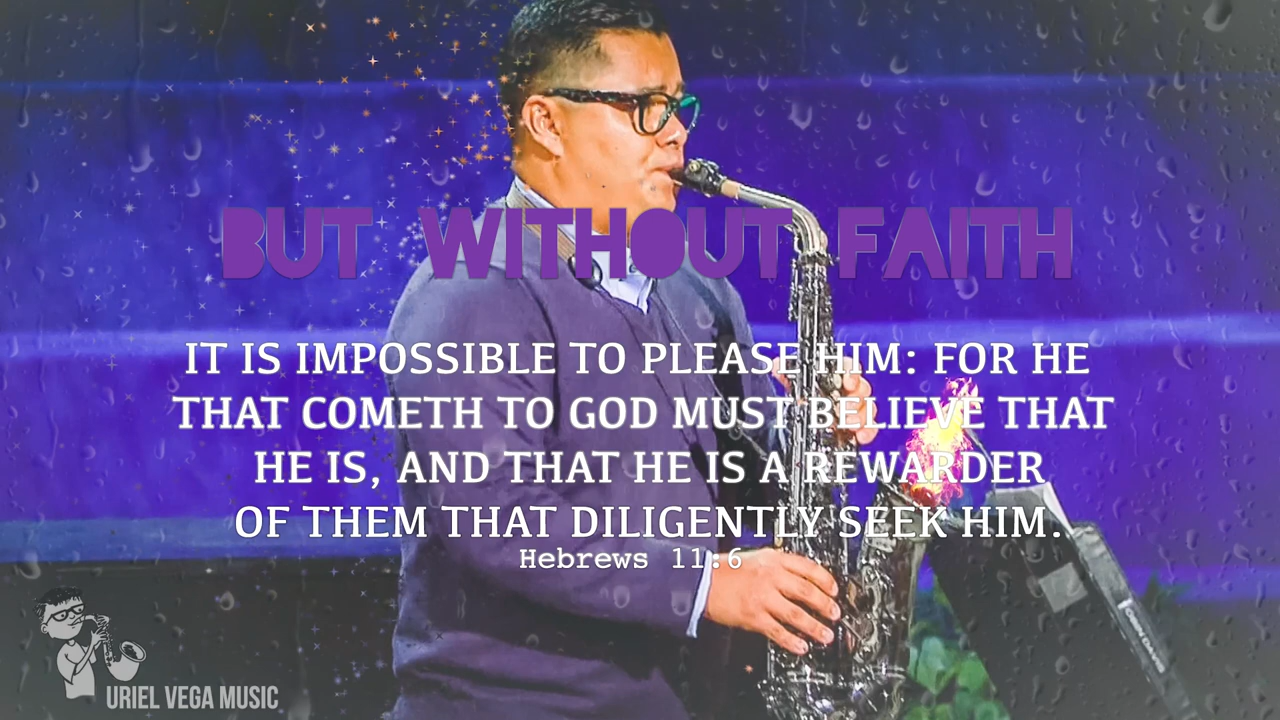 BUT WITHOUT FAITH
IT IS IMPOSSIBLE TO PLEASE HIM: FOR HE
THAT COMETH TO GOD MUST BELIEVE THAT
HE IS, AND THAT HE IS A REWARDER
OF THEM THAT DILIGENTLY SEEK HIM.
Hebrews 11:6
URIEL VEGA MUSIC